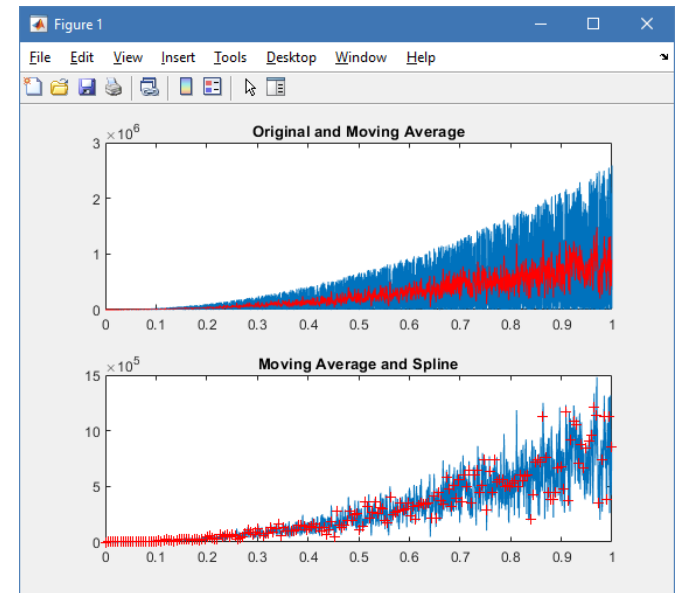 Figure 1
File Edit View Insert Tools Desktop Window Help
×10^6
Original and Moving Average
3
2
1
0
0 0.1 0.2 0.3 0.4 0.5 0.6 0.7 0.8 0.9 1
×10^5
Moving Average and Spline
15
10
5
0
0 0.1 0.2 0.3 0.4 0.5 0.6 0.7 0.8 0.9 1